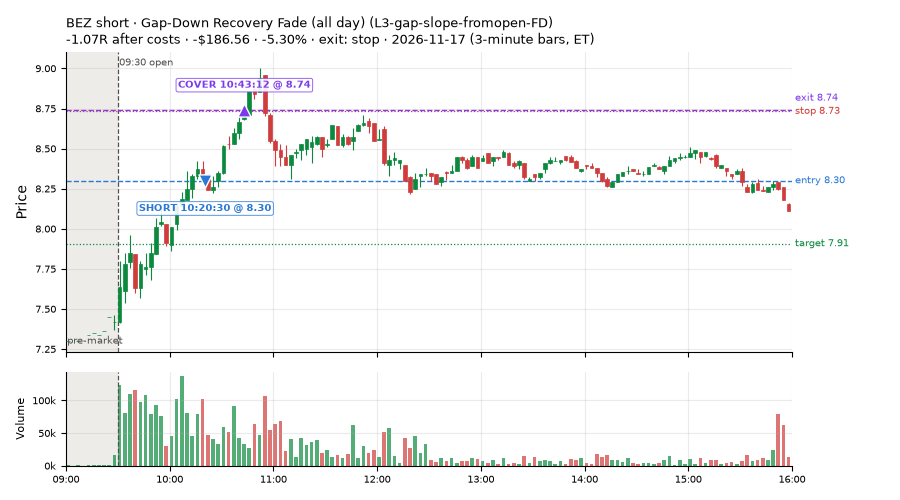 BEZ short · Gap-Down Recovery Fade (all day) (L3-gap-slope-fromopen-FD)
-1.07R after costs · -$186.56 · -5.30% · exit: stop · 2026-11-17 (3-minute bars, ET)
09:30 open
COVER 10:43:12 @ 8.74
SHORT 10:20:30 @ 8.30
pre-market
exit 8.74
stop 8.73
entry 8.30
target 7.91
Price
9.00
8.75
8.50
8.25
8.00
7.75
7.50
7.25
Volume
100k
50k
0k
09:00
10:00
11:00
12:00
13:00
14:00
15:00
16:00